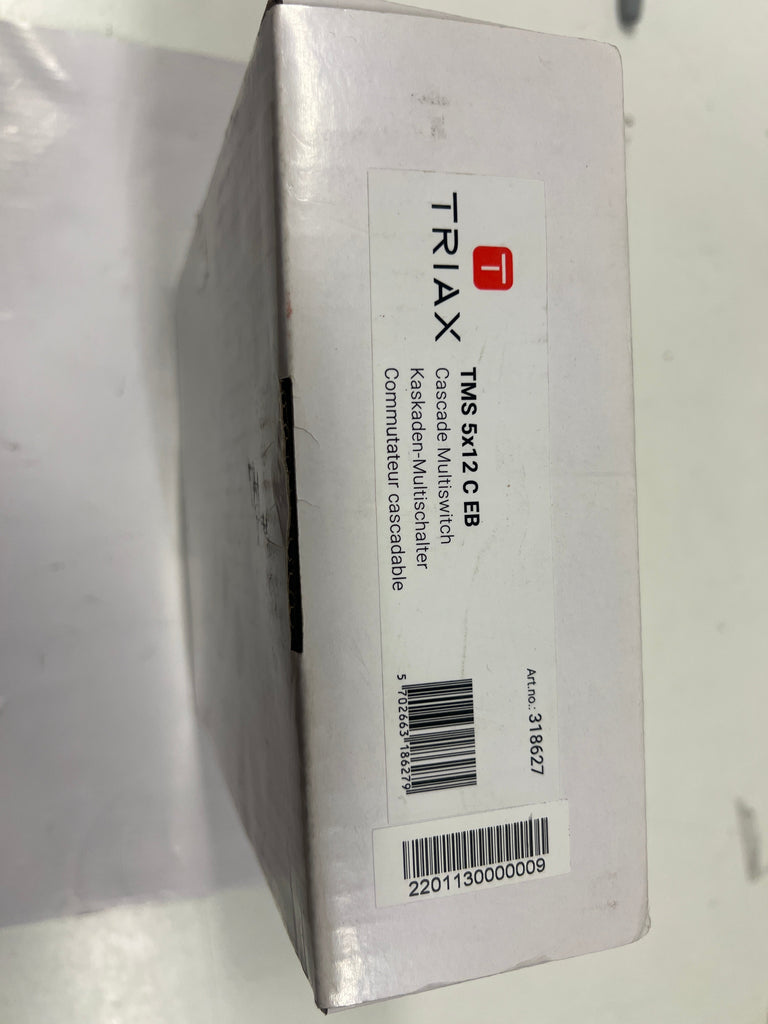 T
TRIAX
TMS 5x12 C EB
Cascade Multiswitch
Kaskaden-Multischalter
Commutateur cascadable
Art.no.: 318627
5 702663 186279
2201130000009